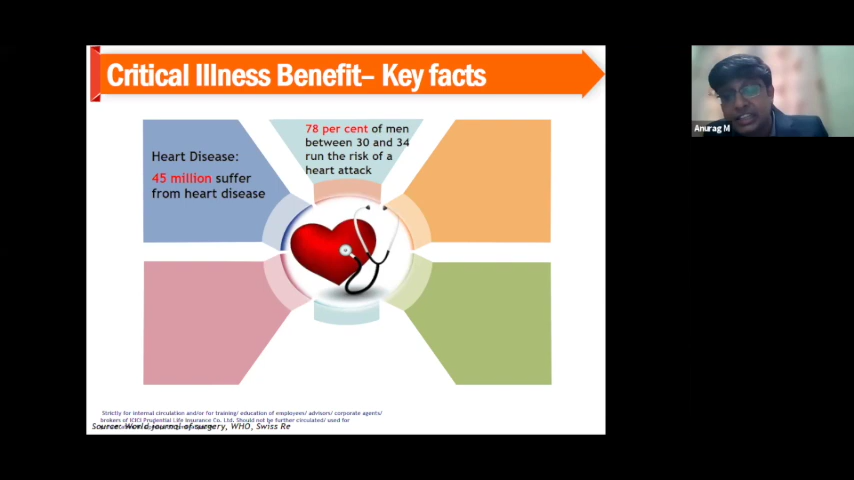 Critical Illness Benefit– Key facts
78 per cent of men
between 30 and 34
run the risk of a
heart attack
Heart Disease:
45 million suffer
from heart disease
Strictly for internal circulation and/or for training/ education of employees/ advisors/ corporate agents/
brokers of ICICI Prudential Life Insurance Co. Ltd. Should not be further circulated/ used for
Source: World Journal of surgery, WHO, Swiss Re
Anurag M